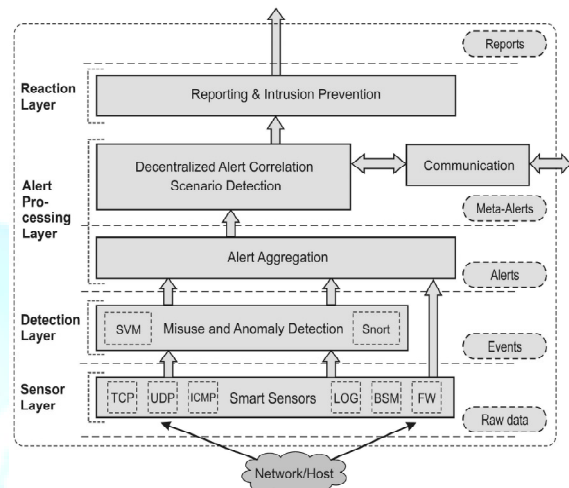 Reports
Reaction
Layer
Reporting & Intrusion Prevention
Decentralized Alert Correlation
Scenario Detection
Communication
Alert
Pro-
cessing
Layer
Meta-Alerts
Alert Aggregation
Alerts
Detection
Layer
SVM
Misuse and Anomaly Detection
Snort
Events
Sensor
Layer
TCP
UDP
ICMP
Smart Sensors
LOG
BSM
FW
Raw data
Network/Host